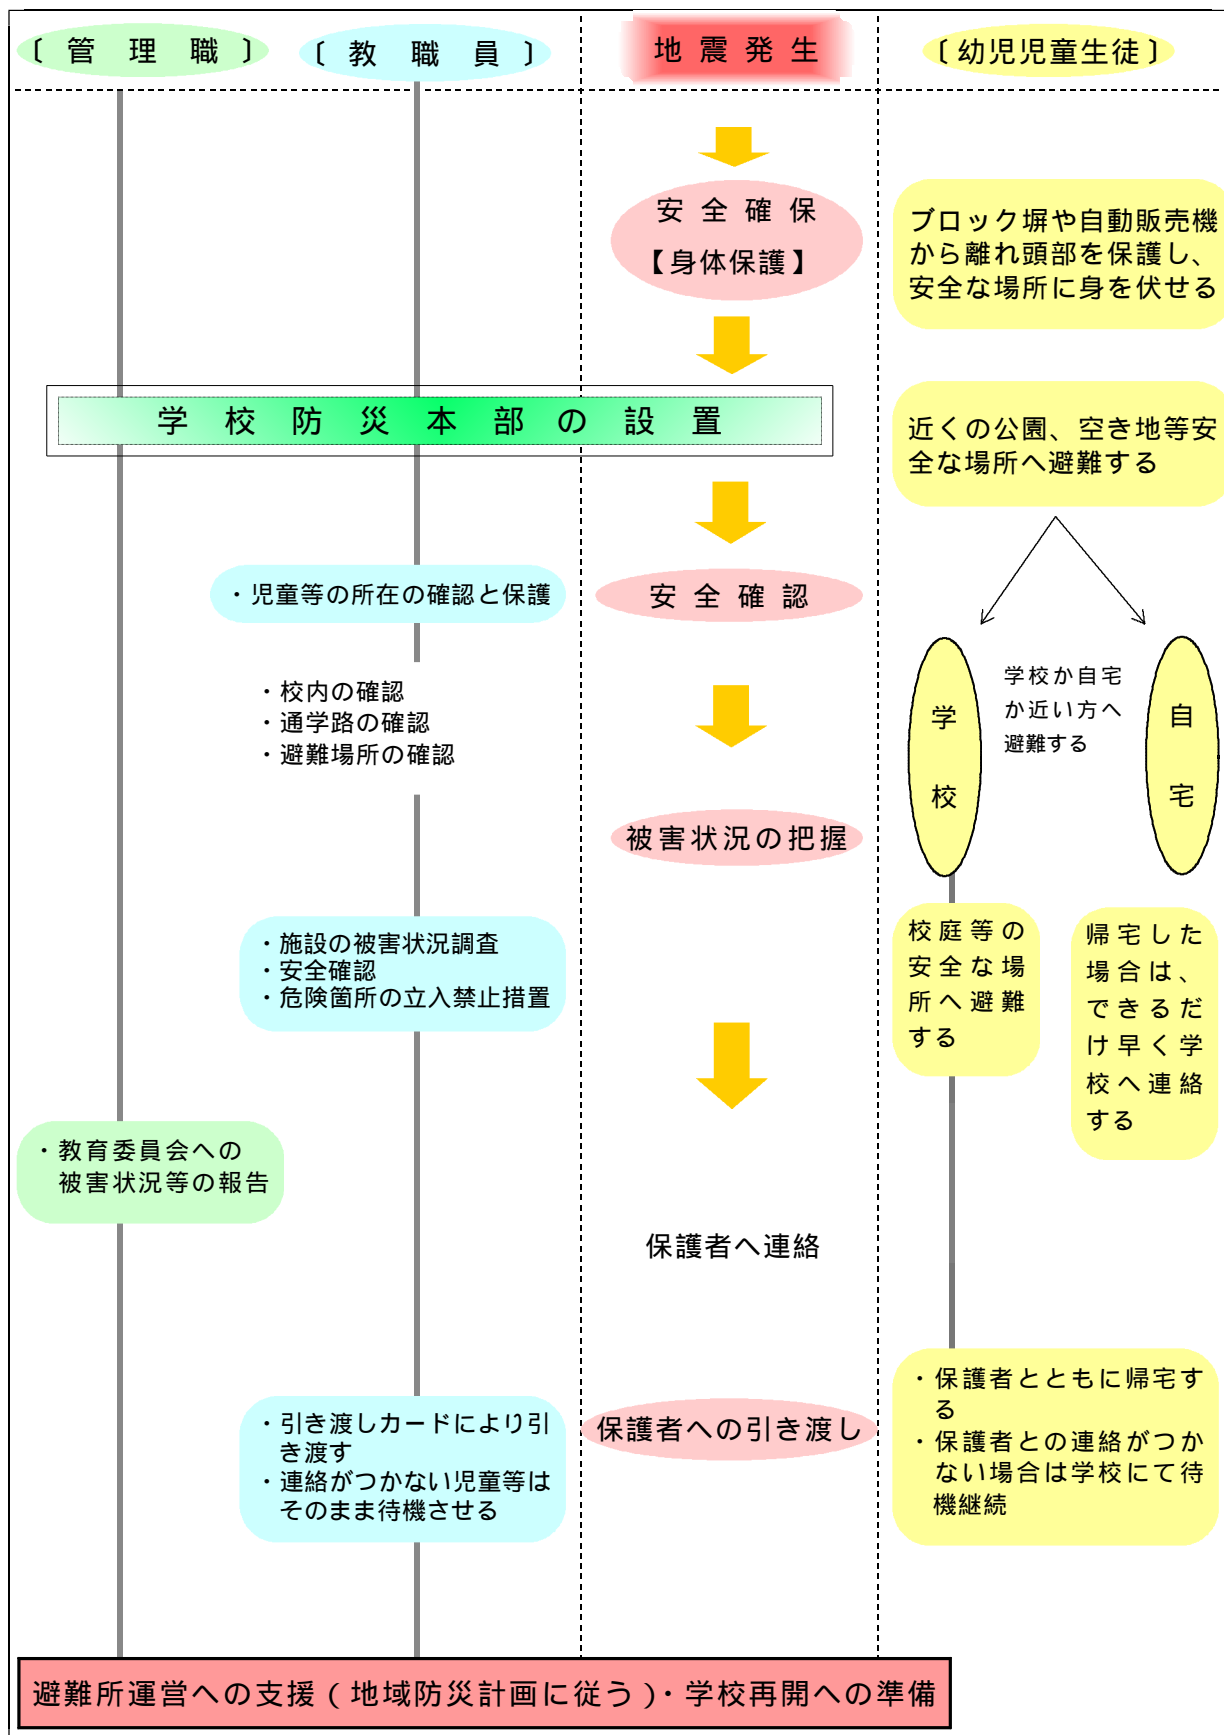 〔管理職〕
〔教職員〕
地震発生
〔幼児児童生徒〕
安全確保
【身体保護】
ブロック塀や自動販売機
から離れ頭部を保護し、
安全な場所に身を伏せる
学校防災本部の設置
近くの公園、空き地等安
全な場所へ避難する
・児童等の所在の確認と保護
安全確認
・校内の確認
・通学路の確認
・避難場所の確認
学校か自宅
か近い方へ
避難する
学校
自宅
被害状況の把握
・施設の被害状況調査
・安全確認
・危険箇所の立入禁止措置
校庭等の
安全な場
所へ避難
する
帰宅した
場合は、
できるだ
け早く学
校へ連絡
する
・教育委員会への
被害状況等の報告
保護者へ連絡
・引き渡しカードにより引
き渡す
・連絡がつかない児童等は
そのまま待機させる
保護者への引き渡し
・保護者とともに帰宅す
る
・保護者との連絡がつか
ない場合は学校にて待
機継続
避難所運営への支援（地域防災計画に従う）・学校再開への準備